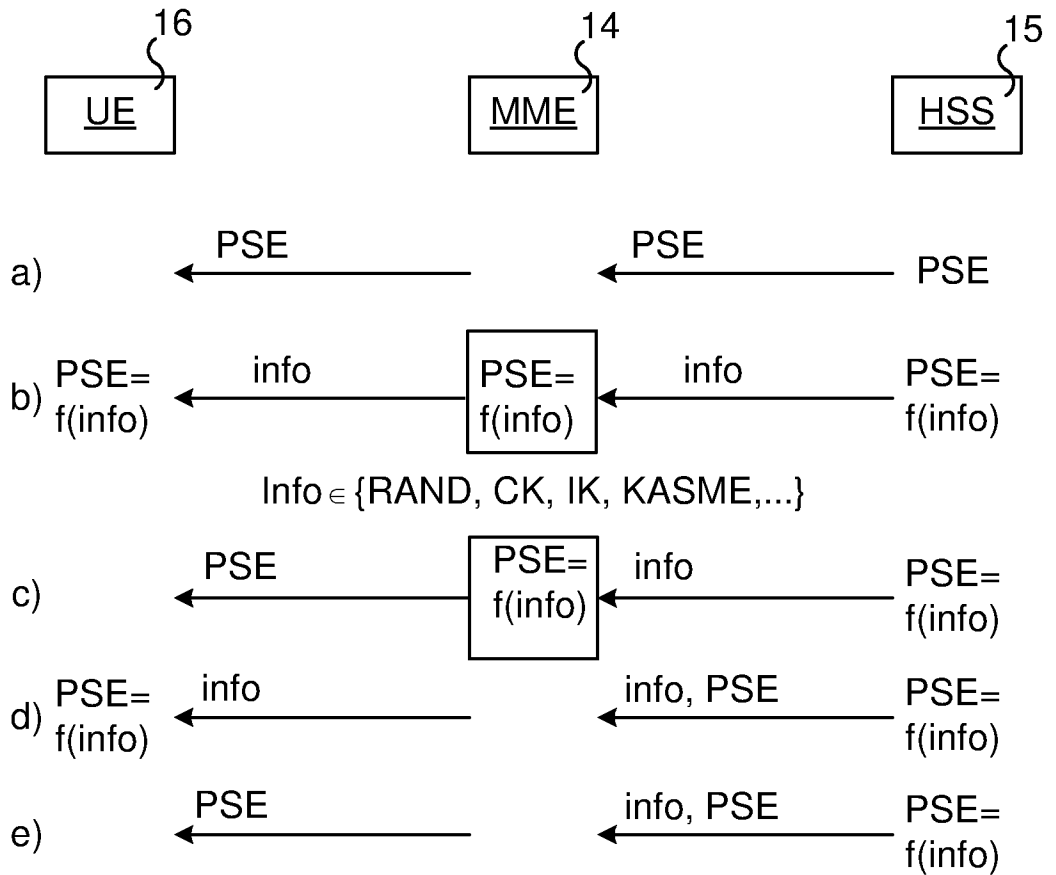 16 14 15
UE MME HSS
a) PSE PSE PSE
PSE= info PSE= info PSE=
b) f(info) f(info) f(info)
Info ∈ {RAND, CK, IK, KASME,...}
c) PSE PSE= info PSE=
f(info) f(info)
PSE= info info, PSE PSE=
d) f(info) f(info)
e) PSE info, PSE PSE=
f(info)